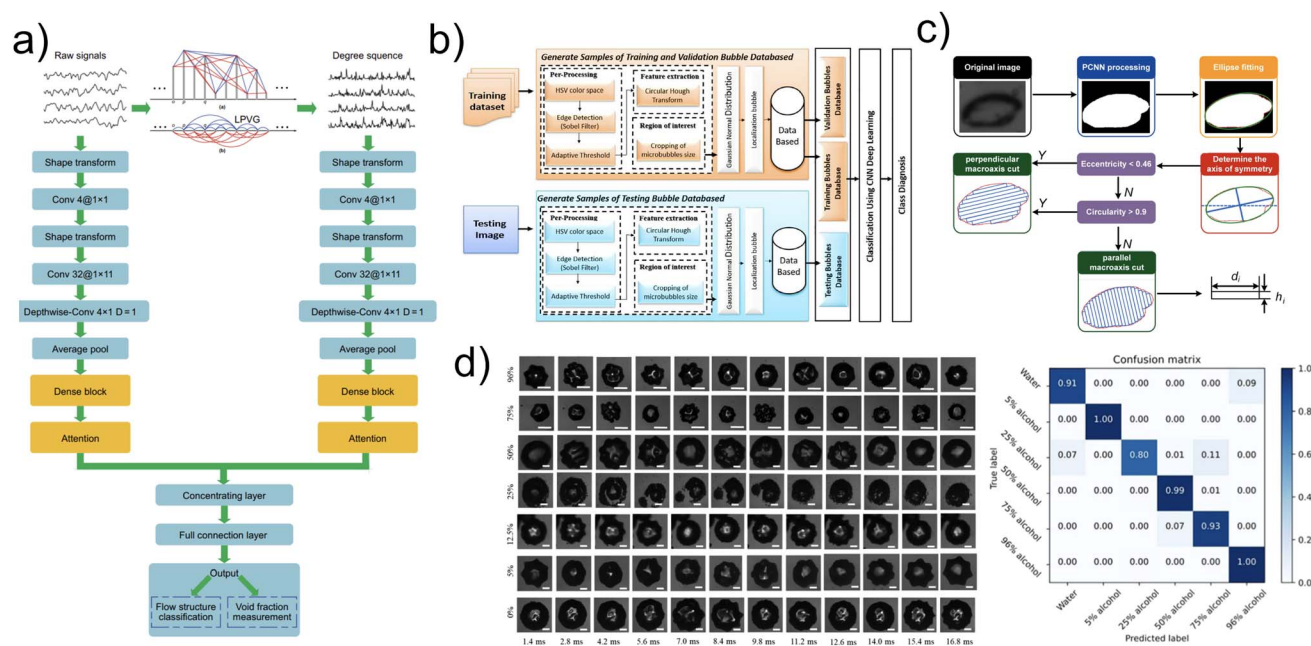 a)
Raw signals
Degree squence
LPVG
(a)
(b)
Shape transform
Conv 4@1×1
Shape transform
Conv 32@1×11
Depthwise-Conv 4×1 D=1
Average pool
Dense block
Attention
Shape transform
Conv 4@1×1
Shape transform
Conv 32@1×11
Depthwise-Conv 4×1 D=1
Average pool
Dense block
Attention
Concentrating layer
Full connection layer
Output
Flow structure
classification
Void fraction
measurement
b)
Training
dataset
Generate Samples of Training and Validation Bubble Databased
Per-Processing
HSV color space
Edge Detection
(Sobel Filter)
Adaptive Threshold
Feature extraction
Circular Hough
Transform
Region of interest
Cropping of
microbubbles size
Gaussian Normal Distribution
Localization bubble
Data
Based
Testing
Image
Generate Samples of Testing Bubble Databased
Per-Processing
HSV color space
Edge Detection
(Sobel Filter)
Adaptive Threshold
Feature extraction
Circular Hough
Transform
Region of interest
Cropping of
microbubbles size
Gaussian Normal Distribution
Localization bubble
Data
Based
Validation Bubbles
Database
Training Bubbles
Database
Testing Bubbles
Database
Classification Using CNN Deep Learning
Class Diagnosis
c)
Original image
PCNN processing
Ellipse fitting
perpendicular
macroaxis cut
Y
Eccentricity < 0.46
Determine the
axis of symmetry
N
Y
Circularity > 0.9
N
parallel
macroaxis cut
di
hi
d)
96%
75%
50%
25%
12.5%
5%
0%
1.4 ms 2.8 ms 4.2 ms 5.6 ms 7.0 ms 8.4 ms 9.8 ms 11.2 ms 12.6 ms 14.0 ms 15.4 ms 16.8 ms
Confusion matrix
True label
Water 0.91 0.00 0.00 0.00 0.00 0.09
5% alcohol 0.00 1.00 0.00 0.00 0.00 0.00
25% alcohol 0.07 0.00 0.80 0.01 0.11 0.00
50% alcohol 0.00 0.00 0.00 0.99 0.01 0.00
75% alcohol 0.00 0.00 0.00 0.07 0.93 0.00
96% alcohol 0.00 0.00 0.00 0.00 0.00 1.00
Water 5% alcohol 25% alcohol 50% alcohol 75% alcohol 96% alcohol
Predicted label
1.0
0.8
0.6
0.4
0.2
0.0